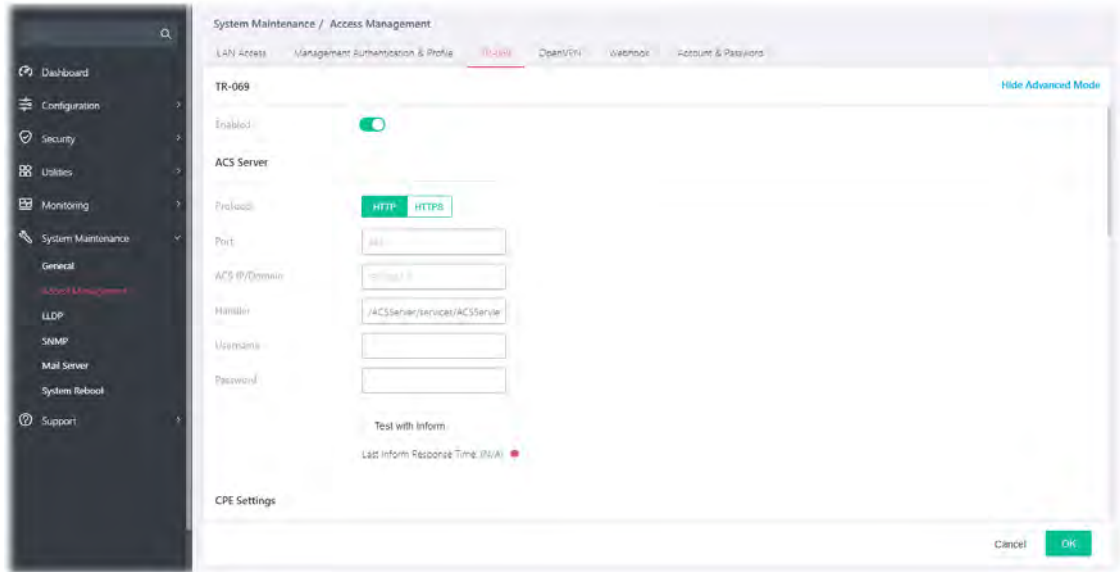 System Maintenance / Access Management
LAN Access Management Authentication & Profile TR-069 OpenVPN Webhook Account & Password
Dashboard
Configuration
Security
Utilities
Monitoring
System Maintenance
General
Access Management
LLDP
SNMP
Mail Server
System Reboot
Support
TR-069 Hide Advanced Mode
Enabled
ACS Server
Protocol HTTP HTTPS
Port
ACS IP/Domain
Handler /ACSServer/services/ACSServle
Username
Password
Test with Inform
Last Inform Response Time: (N/A)
CPE Settings
Cancel OK